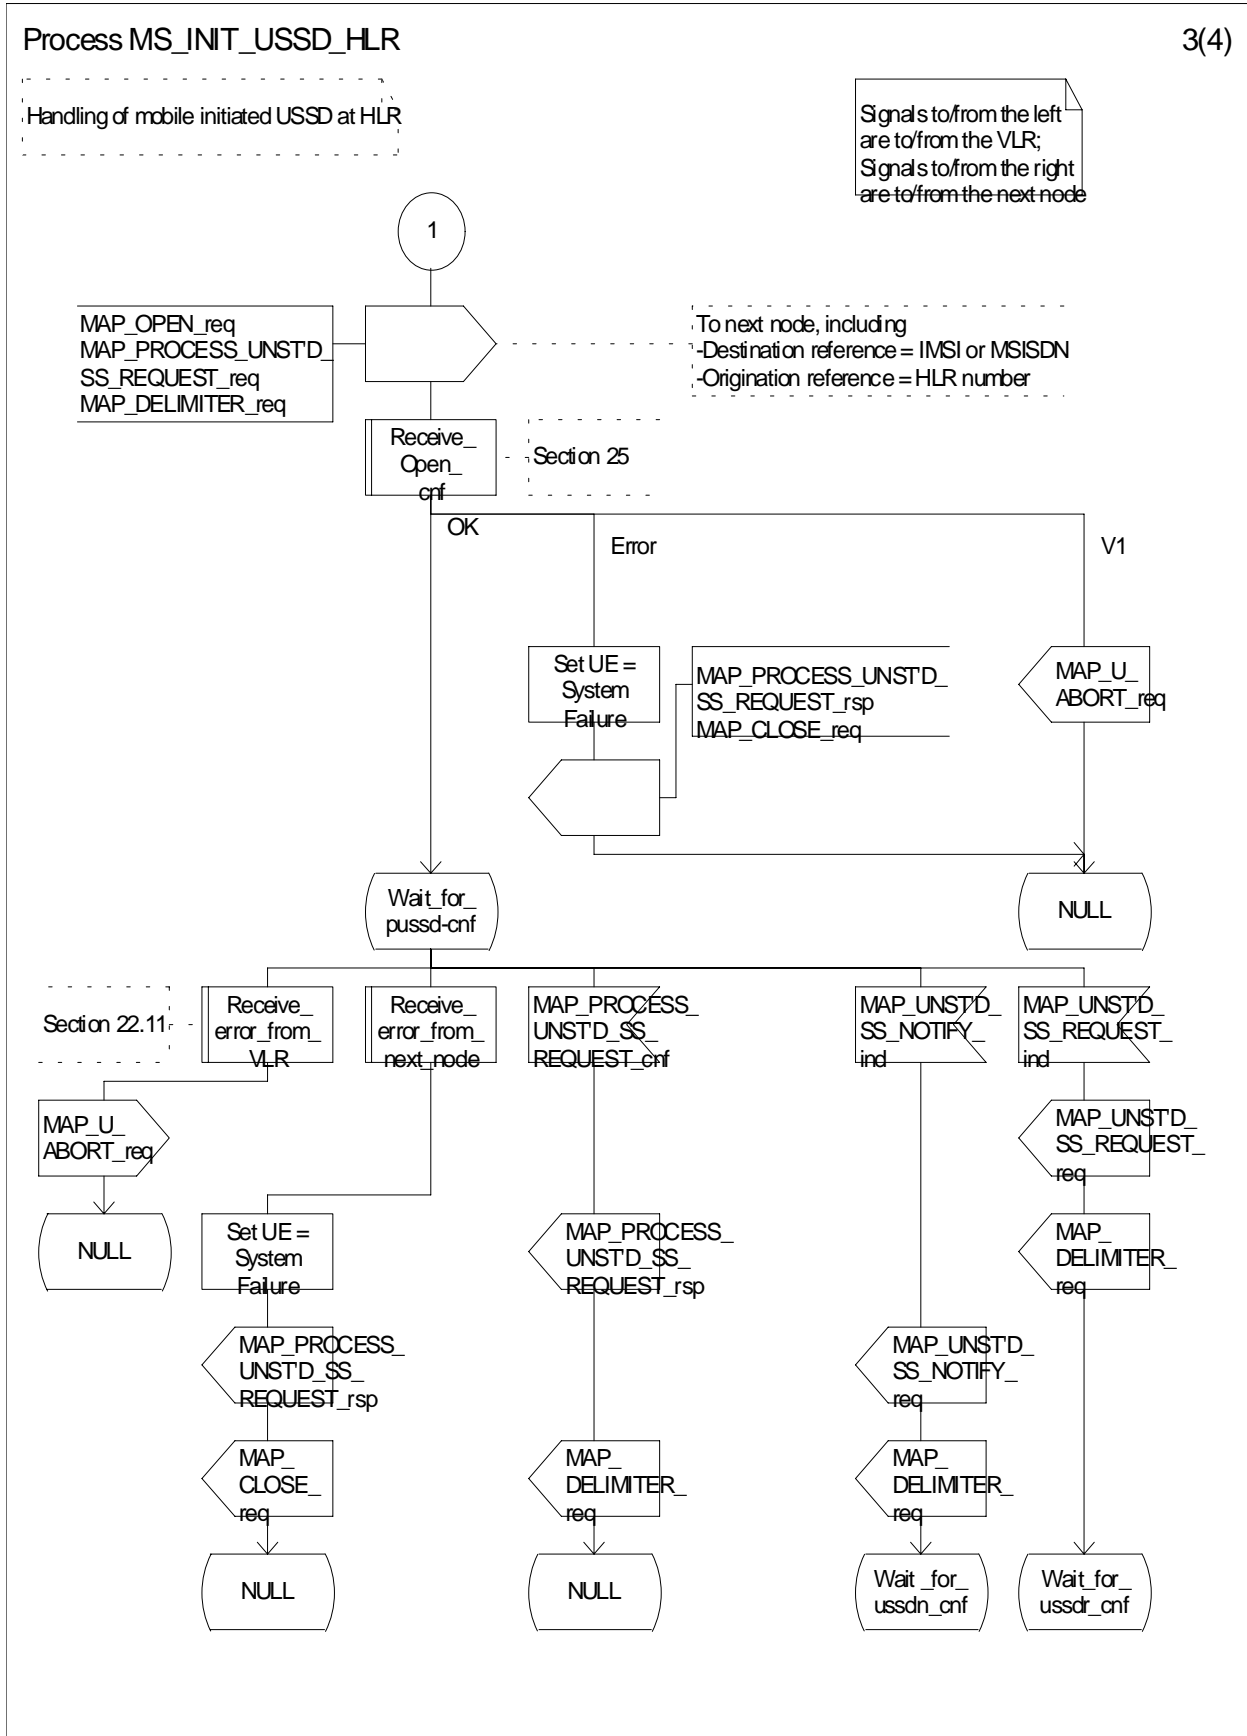 Process MS_INIT_USSD_HLR
3(4)
Handling of mobile initiated USSD at HLR
Signals to/from the left
are to/from the VLR;
Signals to/from the right
are to/from the next node
1
MAP_OPEN_req
MAP_PROCESS_UNST'D_
SS_REQUEST_req
MAP_DELIMITER_req
To next node, including
-Destination reference = IMSI or MSISDN
-Origination reference = HLR number
Receive_
Open_
cnf
Section 25
OK
Error
V1
Set UE =
System
Failure
MAP_PROCESS_UNST'D_
SS_REQUEST_rsp
MAP_CLOSE_req
MAP_U_
ABORT_req
Wait_for_
pussd-cnf
NULL
Section 22.11
Receive_
error_from_
VLR
Receive_
error_from_
next_node
MAP_PROCESS_
UNST'D_SS_
REQUEST_cnf
MAP_UNST'D_
SS_NOTIFY_
ind
MAP_UNST'D_
SS_REQUEST_
ind
MAP_U_
ABORT_req
MAP_UNST'D_
SS_REQUEST_
req
NULL
Set UE =
System
Failure
MAP_PROCESS_
UNST'D_SS_
REQUEST_rsp
MAP_
DELIMITER_
req
MAP_PROCESS_
UNST'D_SS_
REQUEST_rsp
MAP_UNST'D_
SS_NOTIFY_
req
MAP_
CLOSE_
req
MAP_
DELIMITER_
req
MAP_
DELIMITER_
req
NULL
NULL
Wait _for_
ussdn_cnf
Wait_for_
ussdr_cnf